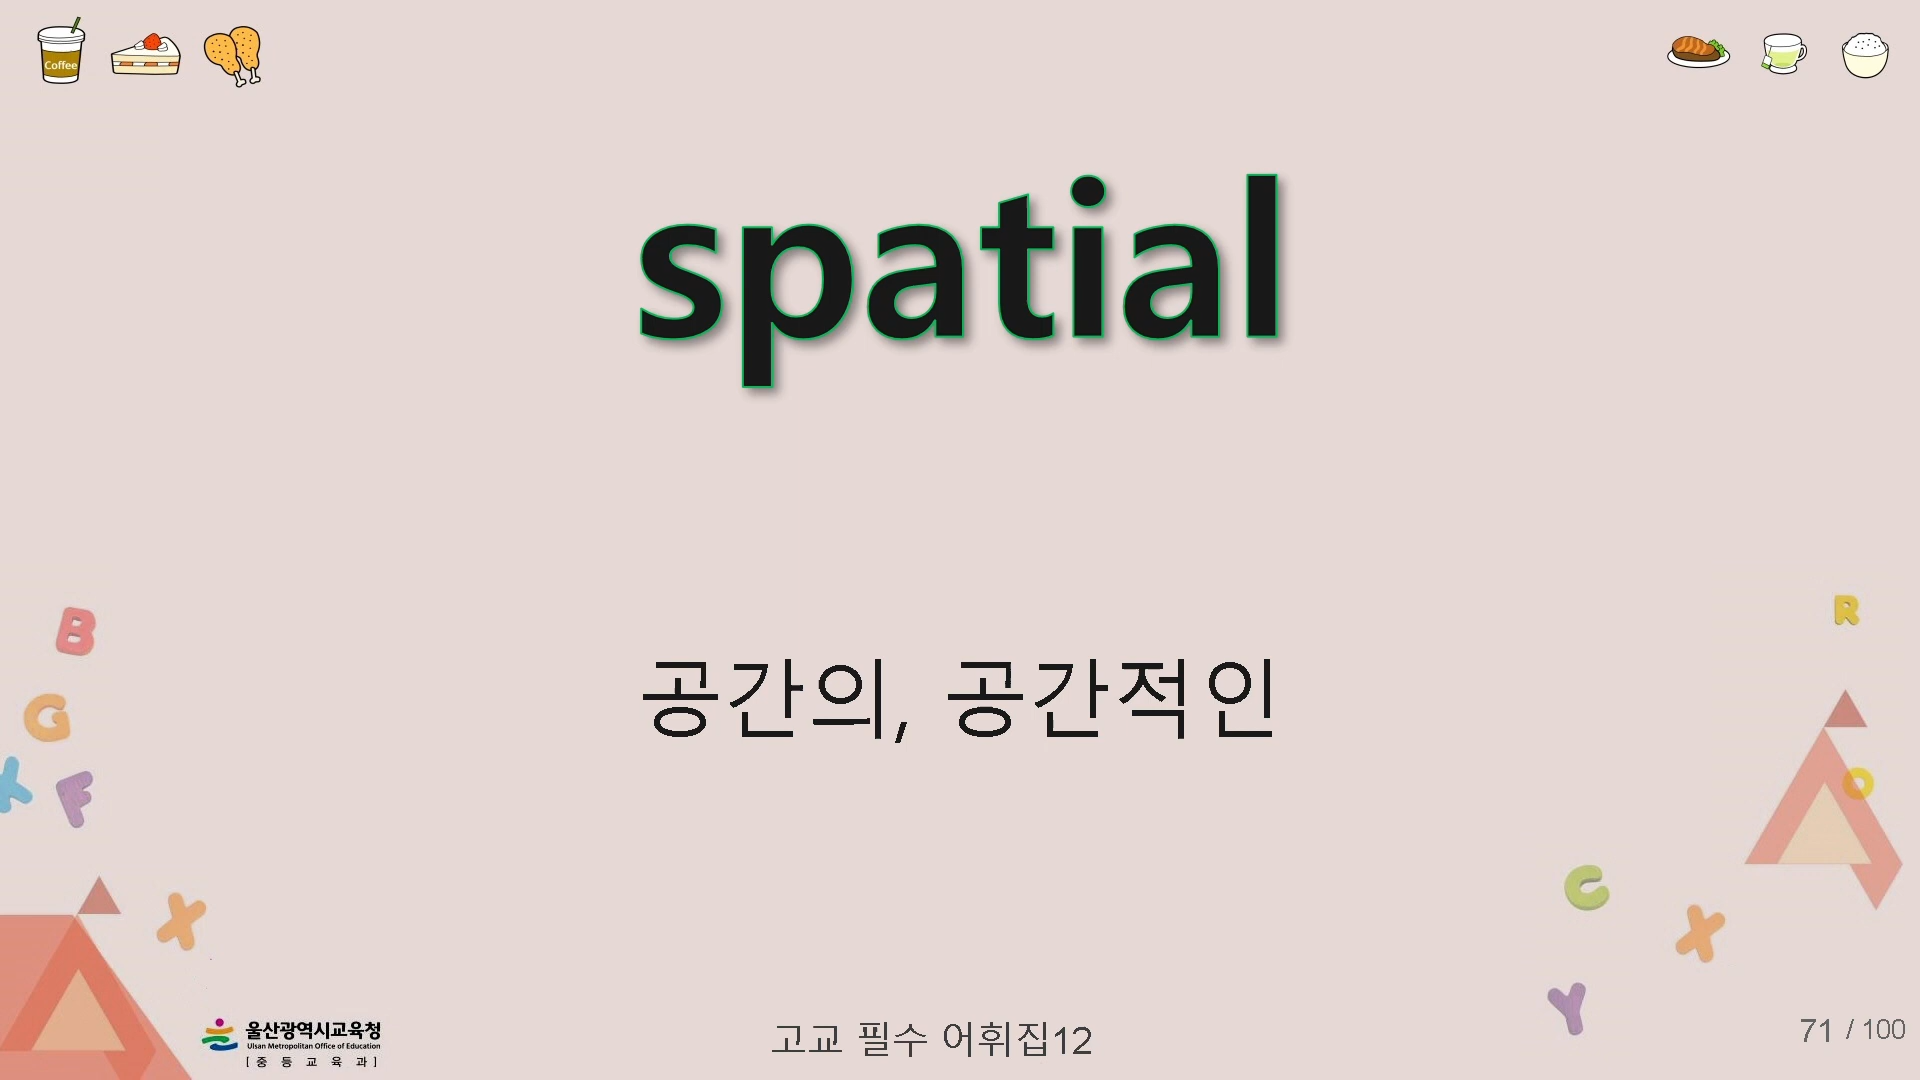 Coffee
spatial
공간의, 공간적인
B
R
G
K
F
O
C
X
X
Y
울산광역시교육청
Ulsan Metropolitan Office of Education
[ 중 등 교 육 과 ]
고교 필수 어휘집12
71 / 100